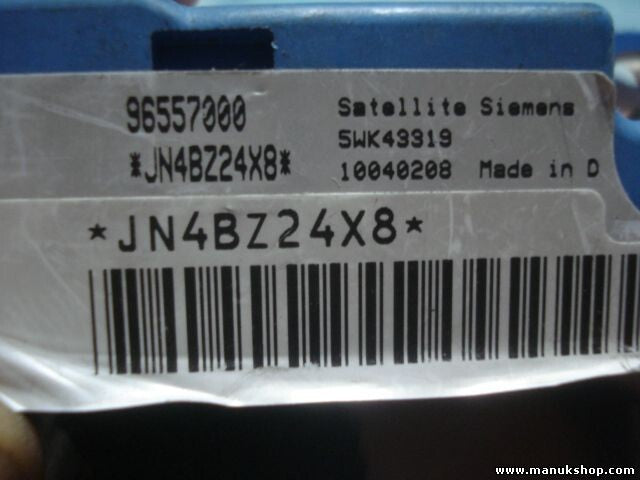 96557000
*JN4BZ24X8*
Satellite Siemens
5WK43319
10040208 Made in D
*JN4BZ24X8*
www.manukshop.com